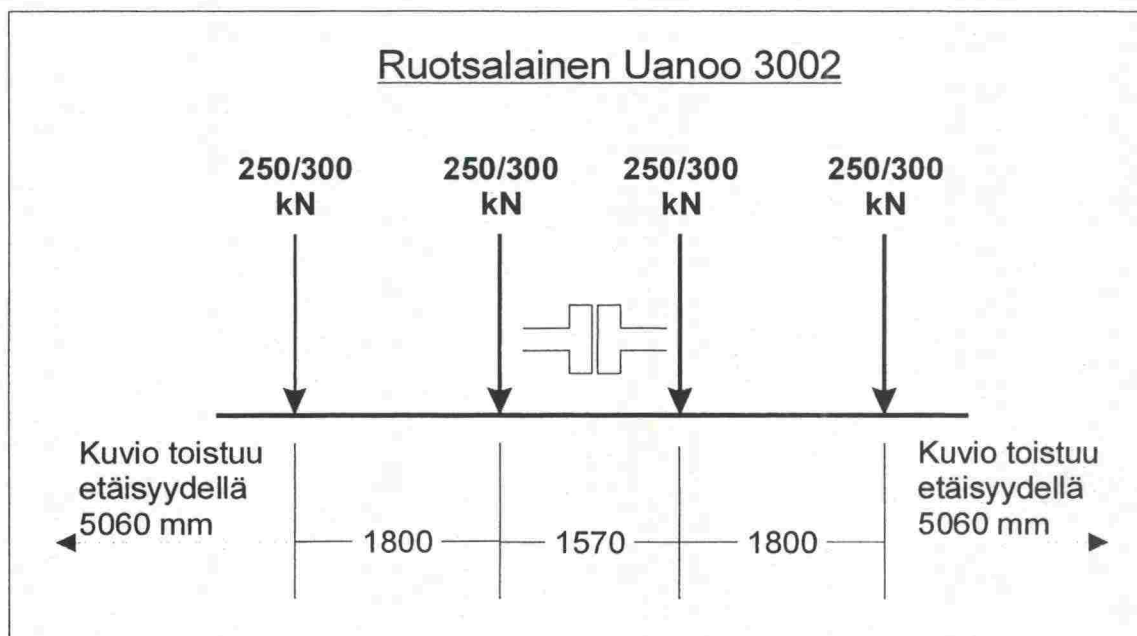 Ruotsalainen Uanoo 3002
250/300 250/300 250/300 250/300
kN kN kN kN
Kuvio toistuu
etäisyydellä
5060 mm
Kuvio toistuu
etäisyydellä
5060 mm
1800 1570 1800